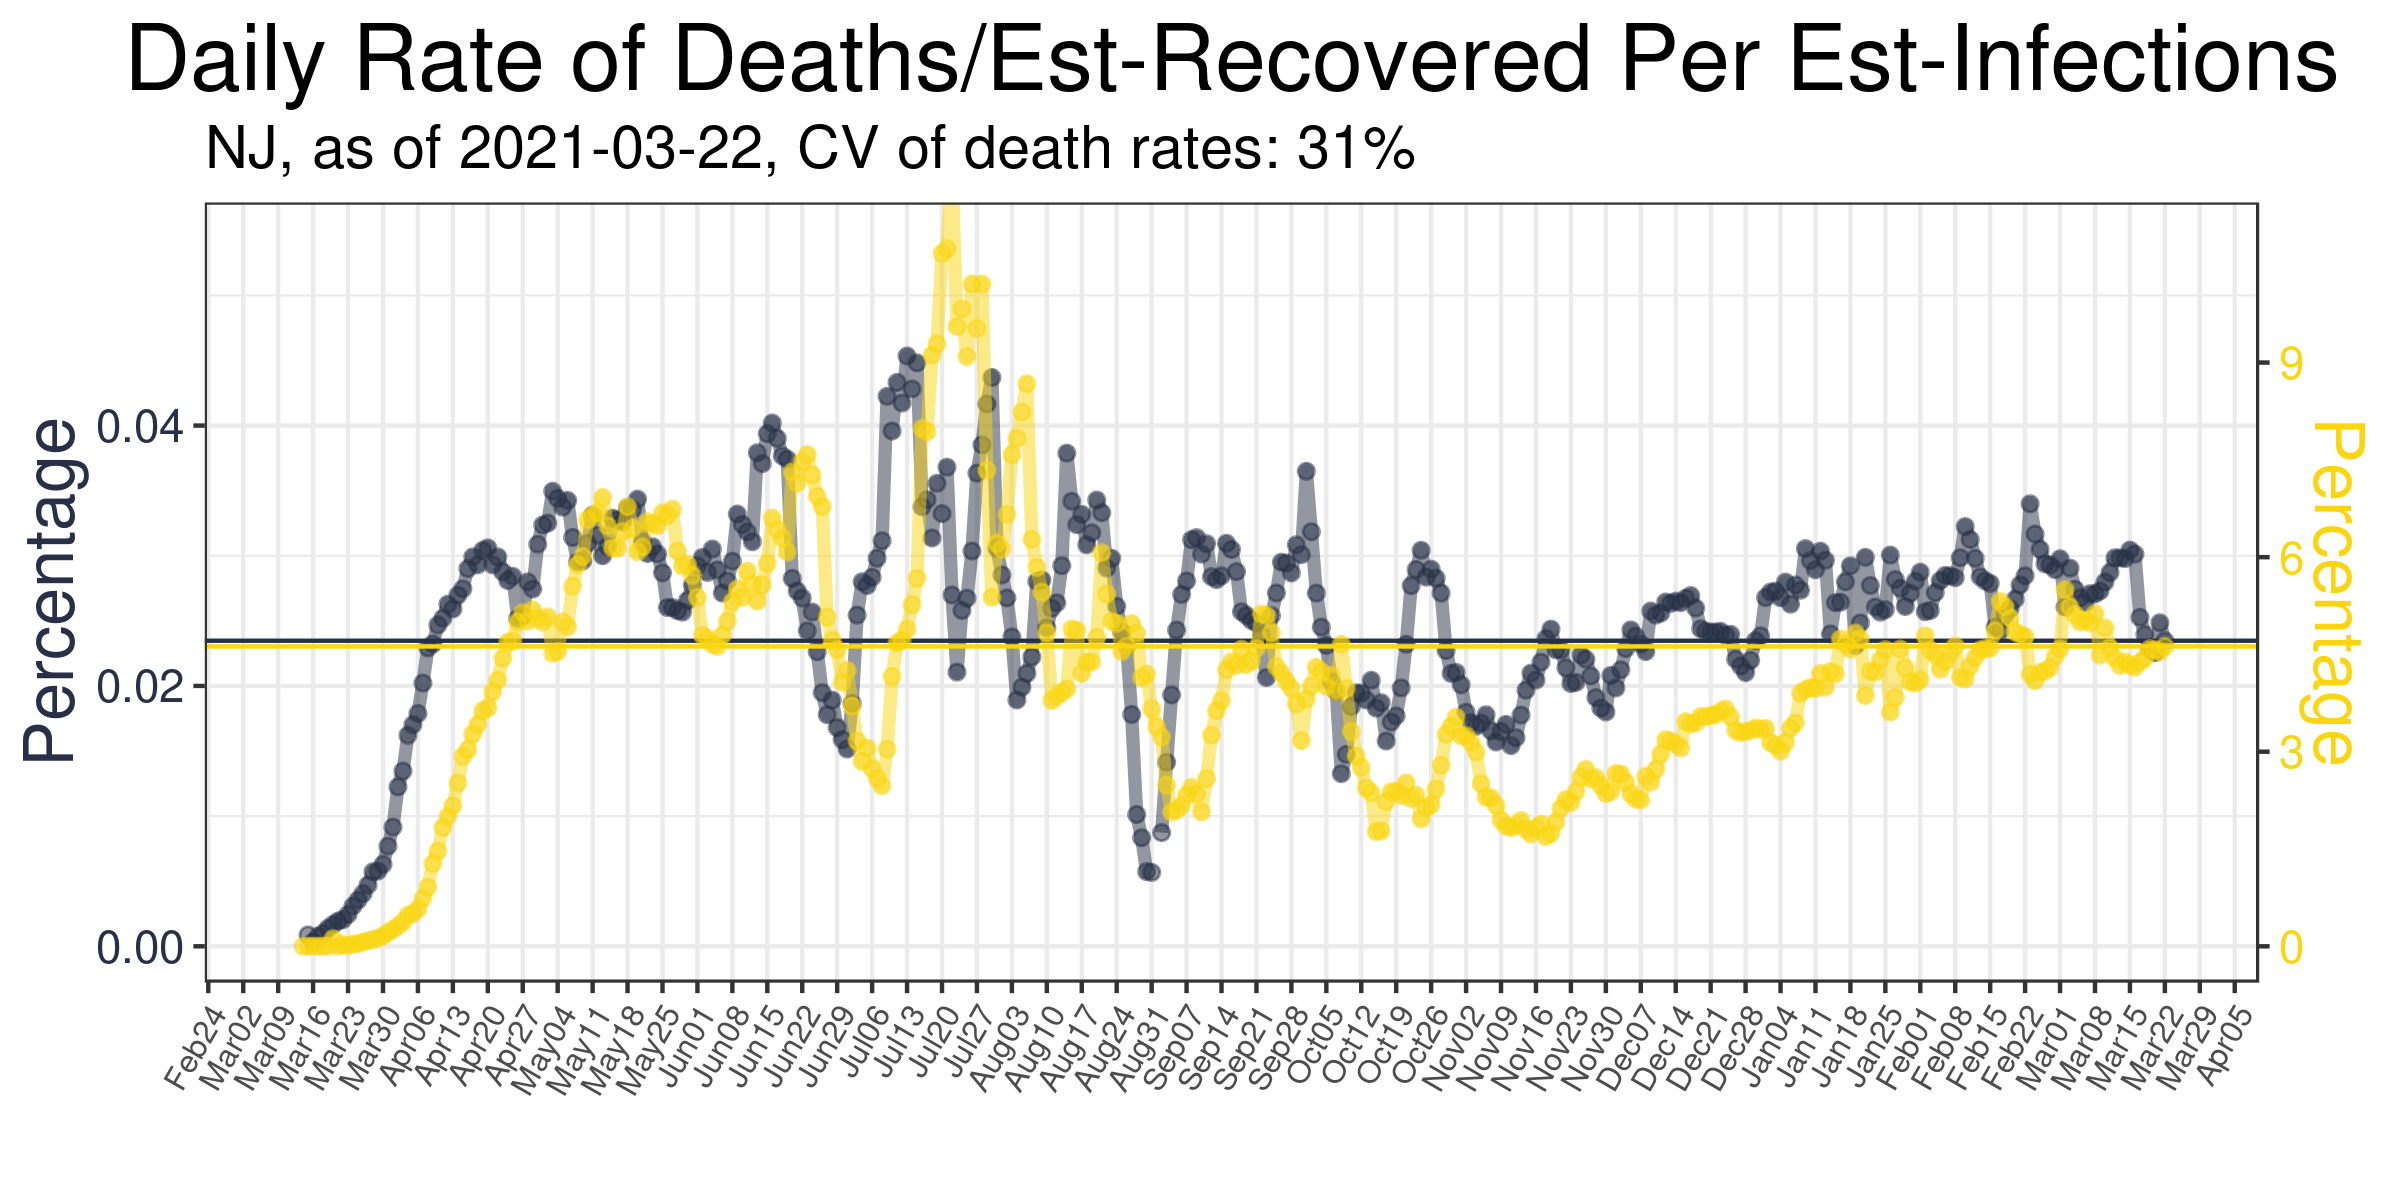 Daily Rate of Deaths/Est-Recovered Per Est-Infections
NJ, as of 2021-03-22, CV of death rates: 31%
Percentage
0.04
0.02
0.00
9
6
3
0
Percentage
Feb24
Mar02
Mar09
Mar16
Mar23
Mar30
Apr06
Apr13
Apr20
Apr27
May04
May11
May18
May25
Jun01
Jun08
Jun15
Jun22
Jun29
Jul06
Jul13
Jul20
Jul27
Aug03
Aug10
Aug17
Aug24
Aug31
Sep07
Sep14
Sep21
Sep28
Oct05
Oct12
Oct19
Oct26
Nov02
Nov09
Nov16
Nov23
Nov30
Dec07
Dec14
Dec21
Dec28
Jan04
Jan11
Jan18
Jan25
Feb01
Feb08
Feb15
Feb22
Mar01
Mar08
Mar15
Mar22
Mar29
Apr05